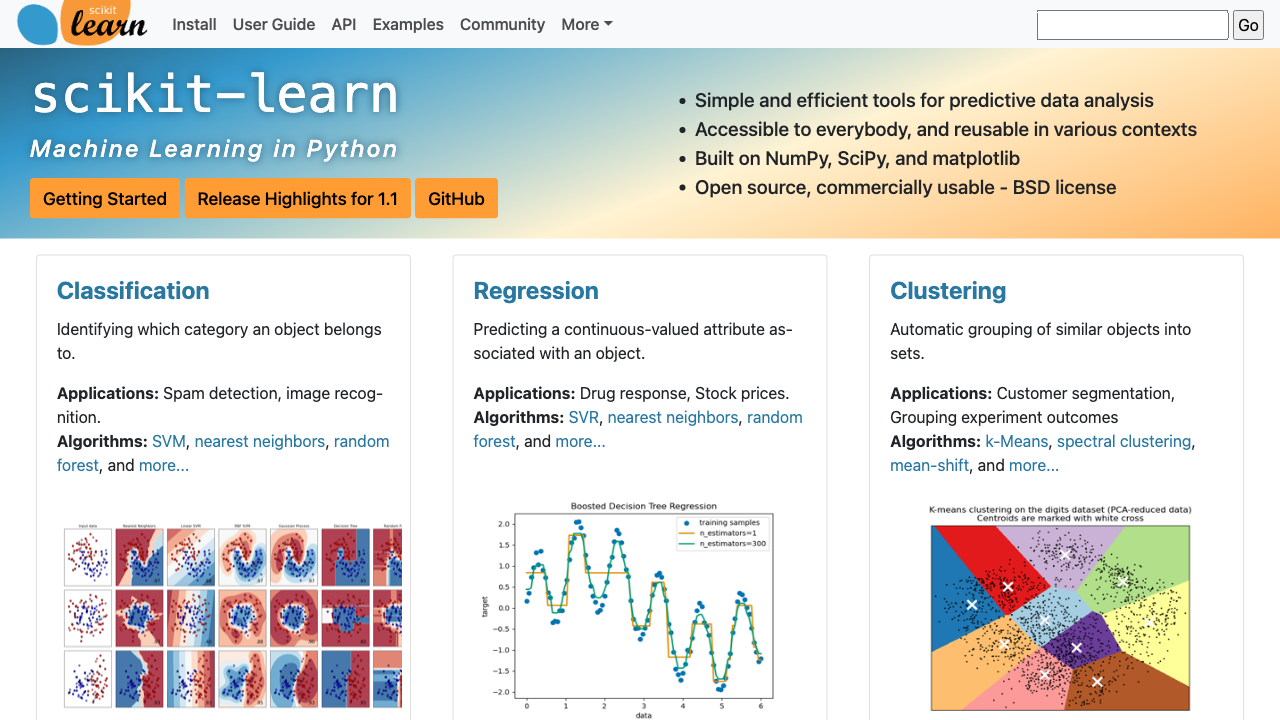 scikit
learn
Install
User Guide
API
Examples
Community
More
Go
scikit-learn
Machine Learning in Python
Getting Started
Release Highlights for 1.1
GitHub
Simple and efficient tools for predictive data analysis
Accessible to everybody, and reusable in various contexts
Built on NumPy, SciPy, and matplotlib
Open source, commercially usable - BSD license
Classification
Identifying which category an object belongs
to.
Applications: Spam detection, image recog-
nition.
Algorithms: SVM, nearest neighbors, random
forest, and more...
Input data
Nearest Neighbors
Linear SVM
RBF SVM
Gaussian Process
Decision Tree
Regression
Predicting a continuous-valued attribute as-
sociated with an object.
Applications: Drug response, Stock prices.
Algorithms: SVR, nearest neighbors, random
forest, and more...
Boosted Decision Tree Regression
training samples
n_estimators=1
n_estimators=300
target
2.0
1.5
1.0
0.5
0.0
−0.5
−1.0
−1.5
−2.0
0 1 2 3 4 5 6
data
Clustering
Automatic grouping of similar objects into
sets.
Applications: Customer segmentation,
Grouping experiment outcomes
Algorithms: k-Means, spectral clustering,
mean-shift, and more...
K-means clustering on the digits dataset (PCA-reduced data)
Centroids are marked with white cross